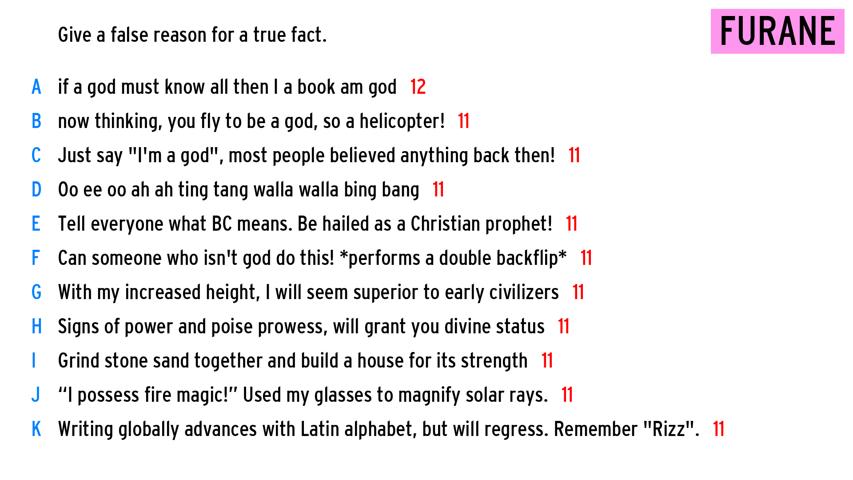 Give a false reason for a true fact.
FURANE
A if a god must know all then I a book am god 12
B now thinking, you fly to be a god, so a helicopter! 11
C Just say "I'm a god", most people believed anything back then! 11
D Oo ee oo ah ah ting tang walla walla bing bang 11
E Tell everyone what BC means. Be hailed as a Christian prophet! 11
F Can someone who isn't god do this! *performs a double backflip* 11
G With my increased height, I will seem superior to early civilizers 11
H Signs of power and poise prowess, will grant you divine status 11
I Grind stone sand together and build a house for its strength 11
J “I possess fire magic!” Used my glasses to magnify solar rays. 11
K Writing globally advances with Latin alphabet, but will regress. Remember "Rizz". 11